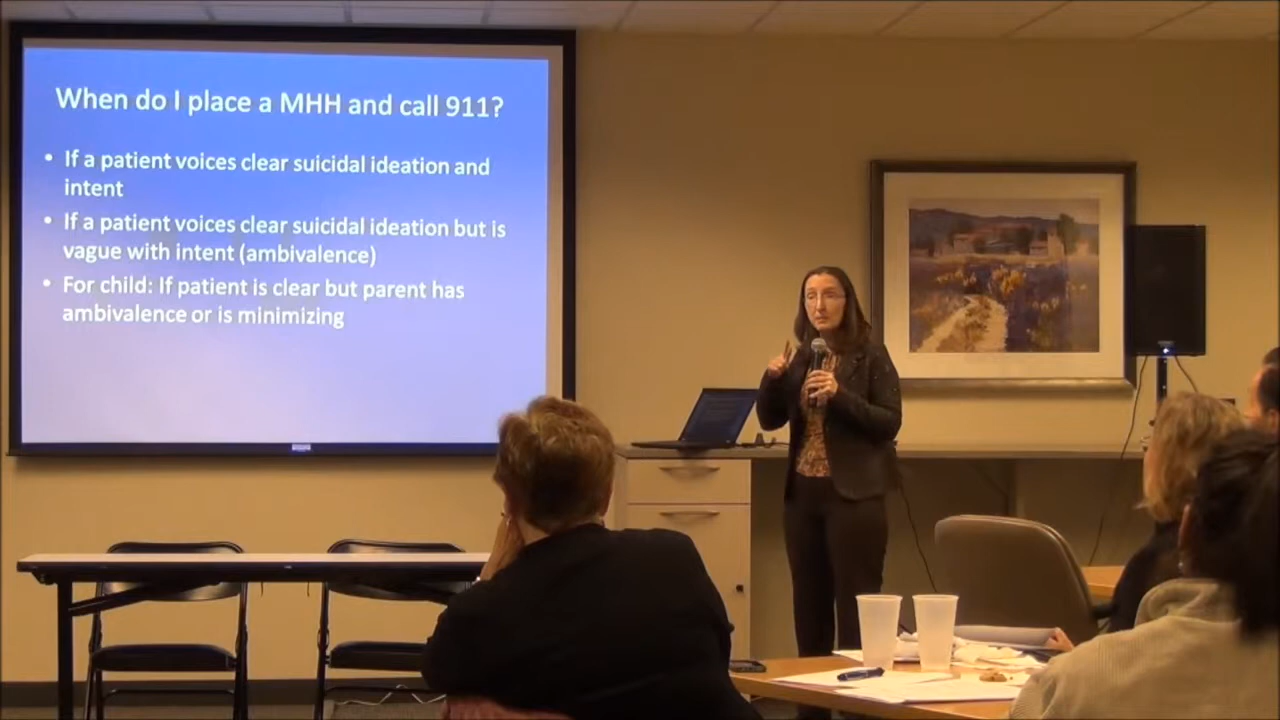 When do I place a MHH and call 911?
• If a patient voices clear suicidal ideation and
intent
• If a patient voices clear suicidal ideation but is
vague with intent (ambivalence)
• For child: If patient is clear but parent has
ambivalence or is minimizing